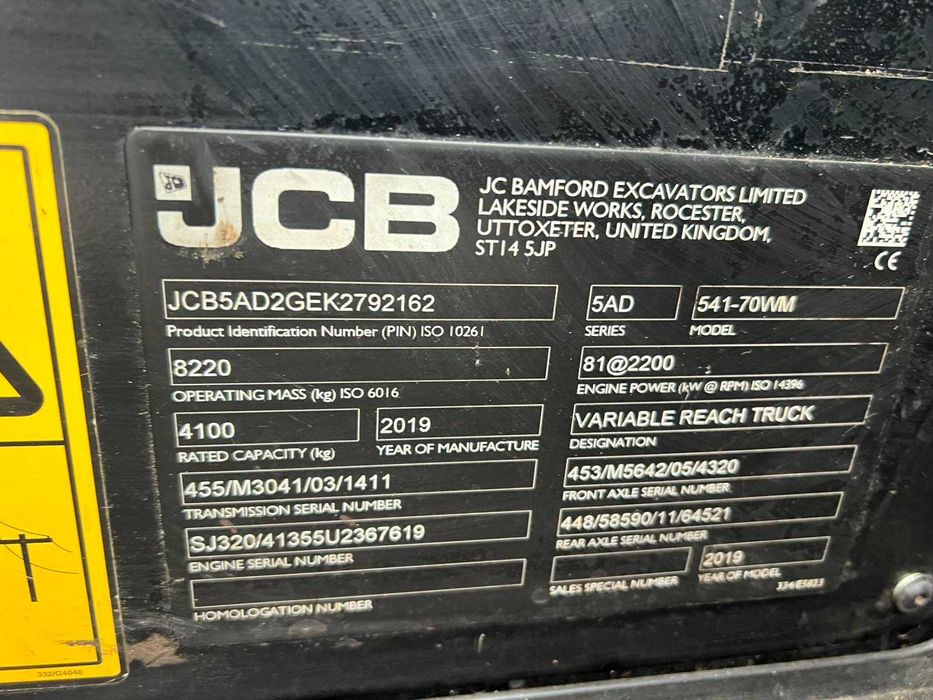 JCB
JC BAMFORD EXCAVATORS LIMITED
LAKESIDE WORKS, ROCESTER,
UTTOXETER, UNITED KINGDOM,
ST14 5JP
CE
JCB5AD2GEK2792162
Product Identification Number (PIN) ISO 10261
5AD
SERIES
541-70WM
MODEL
8220
OPERATING MASS (kg) ISO 6016
81@2200
ENGINE POWER (kW @ RPM) ISO 14396
4100
RATED CAPACITY (kg)
2019
YEAR OF MANUFACTURE
VARIABLE REACH TRUCK
DESIGNATION
455/M3041/03/1411
TRANSMISSION SERIAL NUMBER
453/M5642/05/4320
FRONT AXLE SERIAL NUMBER
SJ320/41355U2367619
ENGINE SERIAL NUMBER
448/58590/11/64521
REAR AXLE SERIAL NUMBER
HOMOLOGATION NUMBER
SALES SPECIAL NUMBER
2019
YEAR OF MODEL
334/E5823
332/G4040